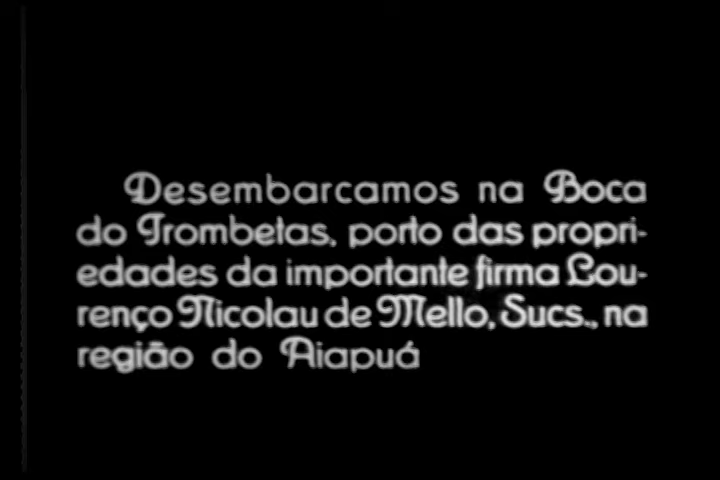 Desembarcamos na Boca
do Trombetas, porto das propri-
edades da importante firma Lou-
renço Nicolau de Mello, Sucs., na
região do Aiapuá